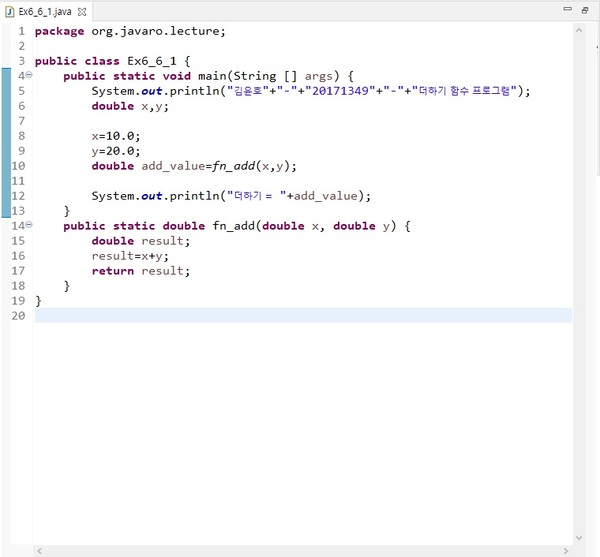 Ex6_6_1.java
1 package org.javaro.lecture;
2
3 public class Ex6_6_1 {
4 public static void main(String [] args) {
5 System.out.println("김윤호"+"-"+"20171349"+"-"+"더하기 함수 프로그램");
6 double x,y;
7
8 x=10.0;
9 y=20.0;
10 double add_value=fn_add(x,y);
11
12 System.out.println("더하기 = "+add_value);
13 }
14 public static double fn_add(double x, double y) {
15 double result;
16 result=x+y;
17 return result;
18 }
19 }
20